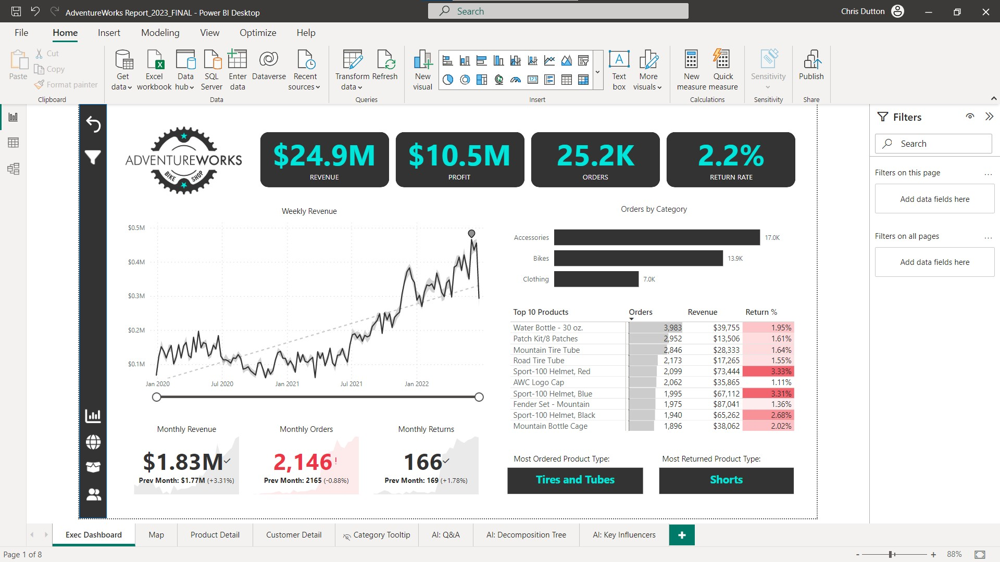 AdventureWorks Report_2023_FINAL - Power BI Desktop
Search
Chris Dutton
File Home Insert Modeling View Optimize Help
Paste
Cut
Copy
Format painter
Clipboard
Get data
Excel workbook
Data hub
SQL Server
Enter data
Dataverse
Recent sources
Data
Transform data
Refresh
Queries
New visual
123
Insert
A
Text box
More visuals
New measure
Quick measure
Calculations
Sensitivity
Sensitivity
Publish
Share
ADVENTUREWORKS
BIKE SHOP
$24.9M
REVENUE
$10.5M
PROFIT
25.2K
ORDERS
2.2%
RETURN RATE
Filters
Search
Filters on this page ...
Add data fields here
Filters on all pages ...
Add data fields here
Weekly Revenue
$0.5M
$0.4M
$0.3M
$0.2M
$0.1M
Jan 2020 Jul 2020 Jan 2021 Jul 2021 Jan 2022
Orders by Category
Accessories 17.0K
Bikes 13.9K
Clothing 7.0K
Top 10 Products Orders Revenue Return %
Water Bottle - 30 oz. 3,983 $39,755 1.95%
Patch Kit/8 Patches 2,952 $13,506 1.61%
Mountain Tire Tube 2,846 $28,333 1.64%
Road Tire Tube 2,173 $17,265 1.55%
Sport-100 Helmet, Red 2,099 $73,444 3.33%
AWC Logo Cap 2,062 $35,865 1.11%
Sport-100 Helmet, Blue 1,995 $67,112 3.31%
Fender Set - Mountain 1,975 $87,041 1.36%
Sport-100 Helmet, Black 1,940 $65,262 2.68%
Mountain Bottle Cage 1,896 $38,062 2.02%
Monthly Revenue
$1.83M
Prev Month: $1.77M (+3.31%)
Monthly Orders
2,146!
Prev Month: 2165 (-0.88%)
Monthly Returns
166
Prev Month: 169 (+1.78%)
Most Ordered Product Type:
Tires and Tubes
Most Returned Product Type:
Shorts
Exec Dashboard Map Product Detail Customer Detail Category Tooltip AI: Q&A AI: Decomposition Tree AI: Key Influencers +
Page 1 of 8
- + 88%